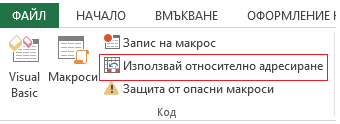 ФАЙЛ НАЧАЛО ВМЪКВАНЕ ОФОРМЛЕНИЕ
Visual Basic
Макроси
Запис на макрос
Използвай относително адресиране
Защита от опасни макроси
Код